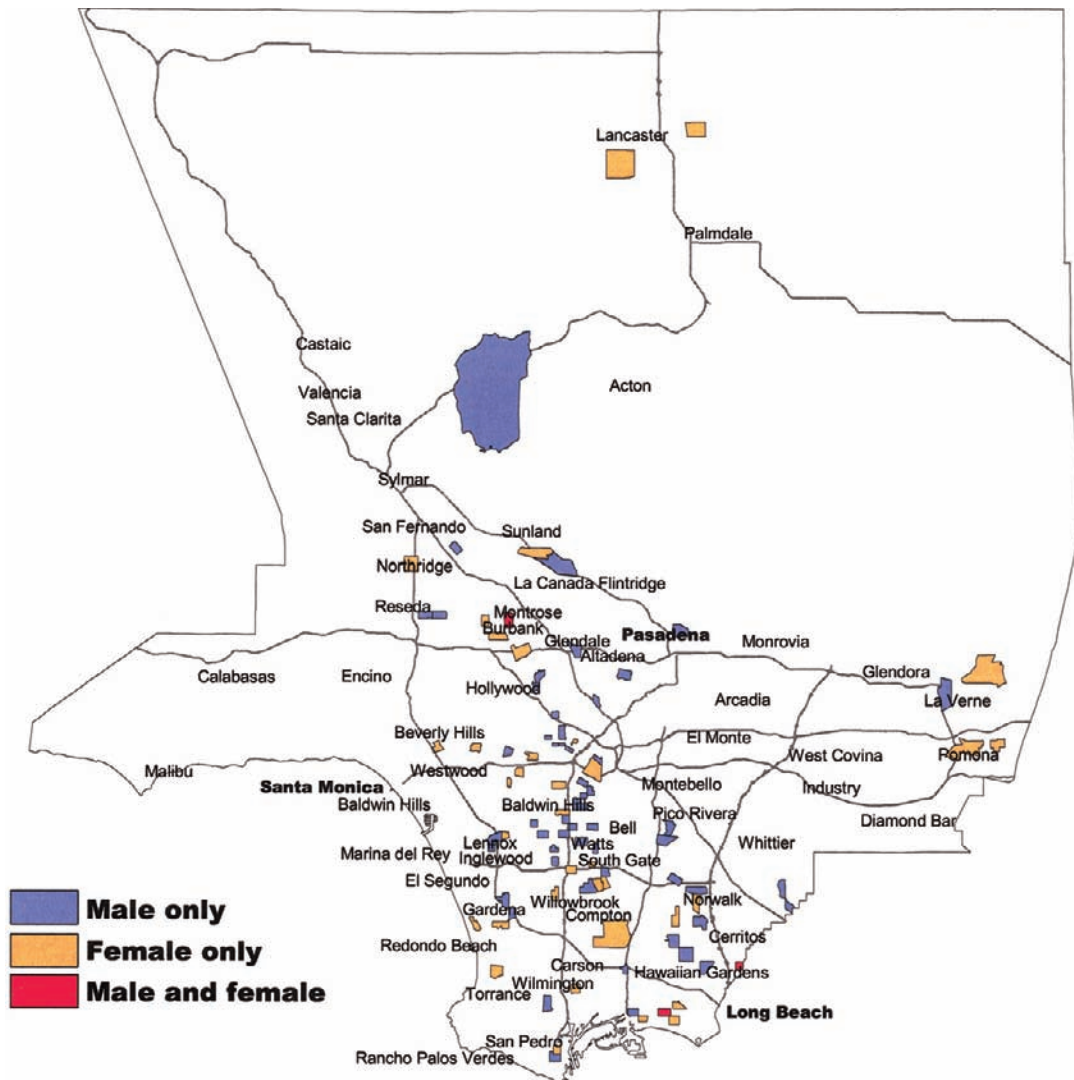 Lancaster
Palmdale
Castaic
Acton
Valencia
Santa Clarita
Sylmar
San Fernando
Sunland
Northridge
La Canada Flintridge
Reseda
Montrose
Burbank
Pasadena
Glendale
Monrovia
Altadena
Glendora
Calabasas
Encino
Hollywood
Arcadia
La Verne
Beverly Hills
El Monte
West Covina
Pomona
Malibu
Westwood
Santa Monica
Montebello
Industry
Baldwin Hills
Baldwin Hills
Pico Rivera
Diamond Bar
Bell
Lennox
Watts
Whittier
Marina del Rey
Inglewood
South Gate
El Segundo
Male only
Gardena
Willowbrook
Norwalk
Compton
Cerritos
Female only
Redondo Beach
Carson
Hawaiian Gardens
Male and female
Torrance
Wilmington
Long Beach
San Pedro
Rancho Palos Verdes